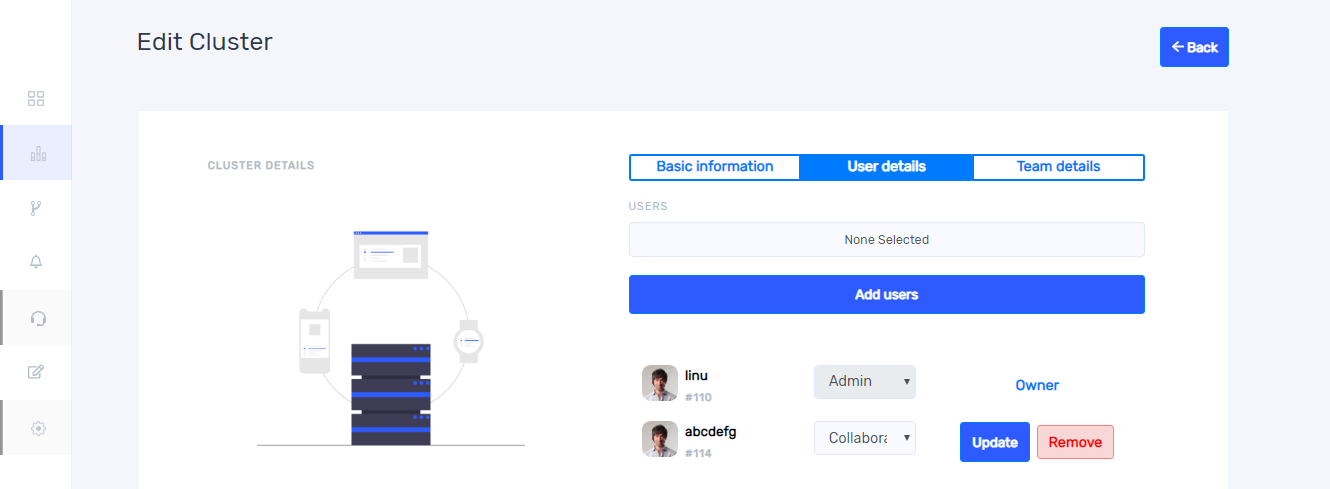 Edit Cluster
Back
CLUSTER DETAILS
Basic information
User details
Team details
USERS
None Selected
Add users
linu
Admin
Owner
#110
abcdefg
Collabora
Update
Remove
#114